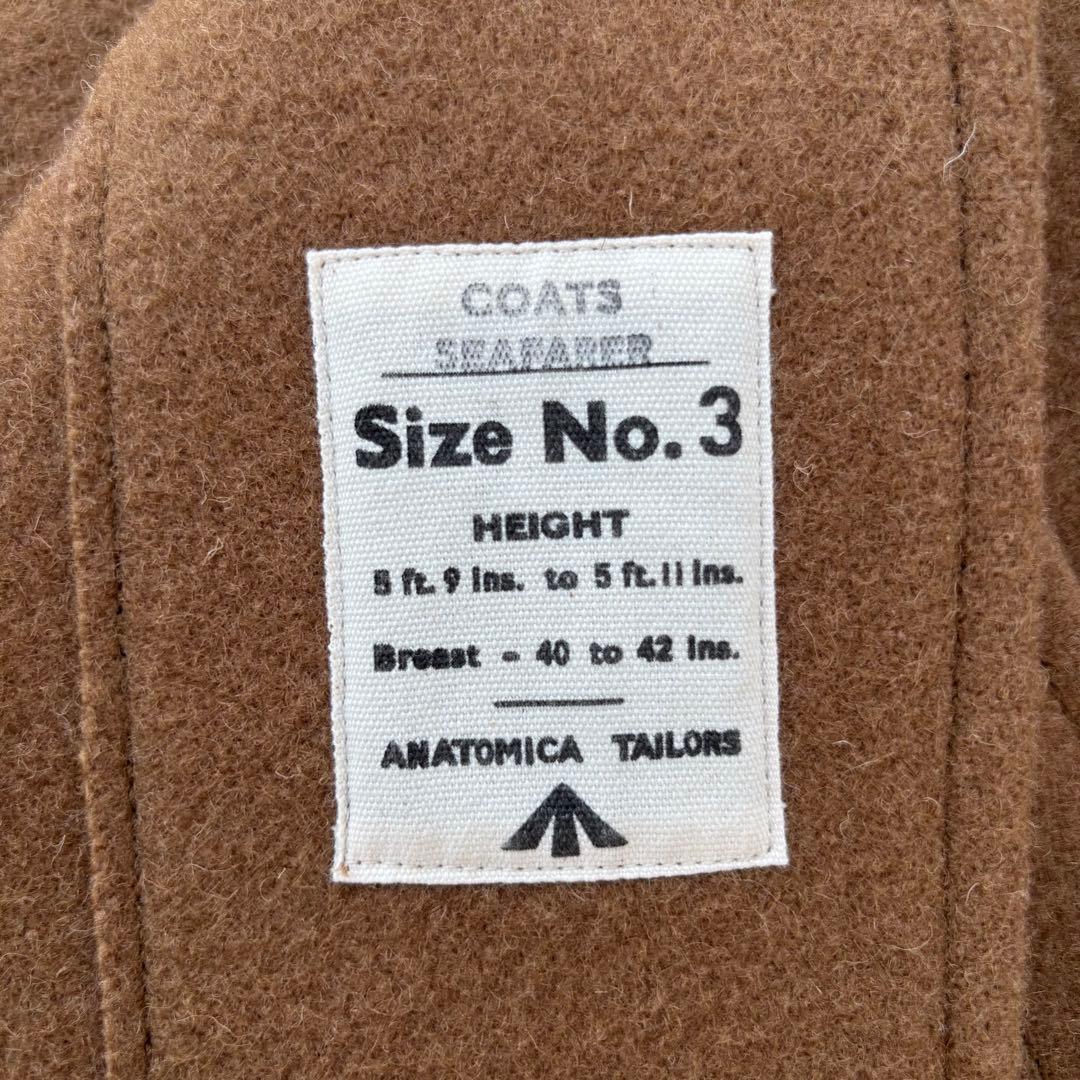 COATS
SEAFARER
Size No. 3
HEIGHT
5 ft. 9 Ins. to 5 ft. 11 Ins.
Breast - 40 to 42 Ins.
ANATOMICA TAILORS